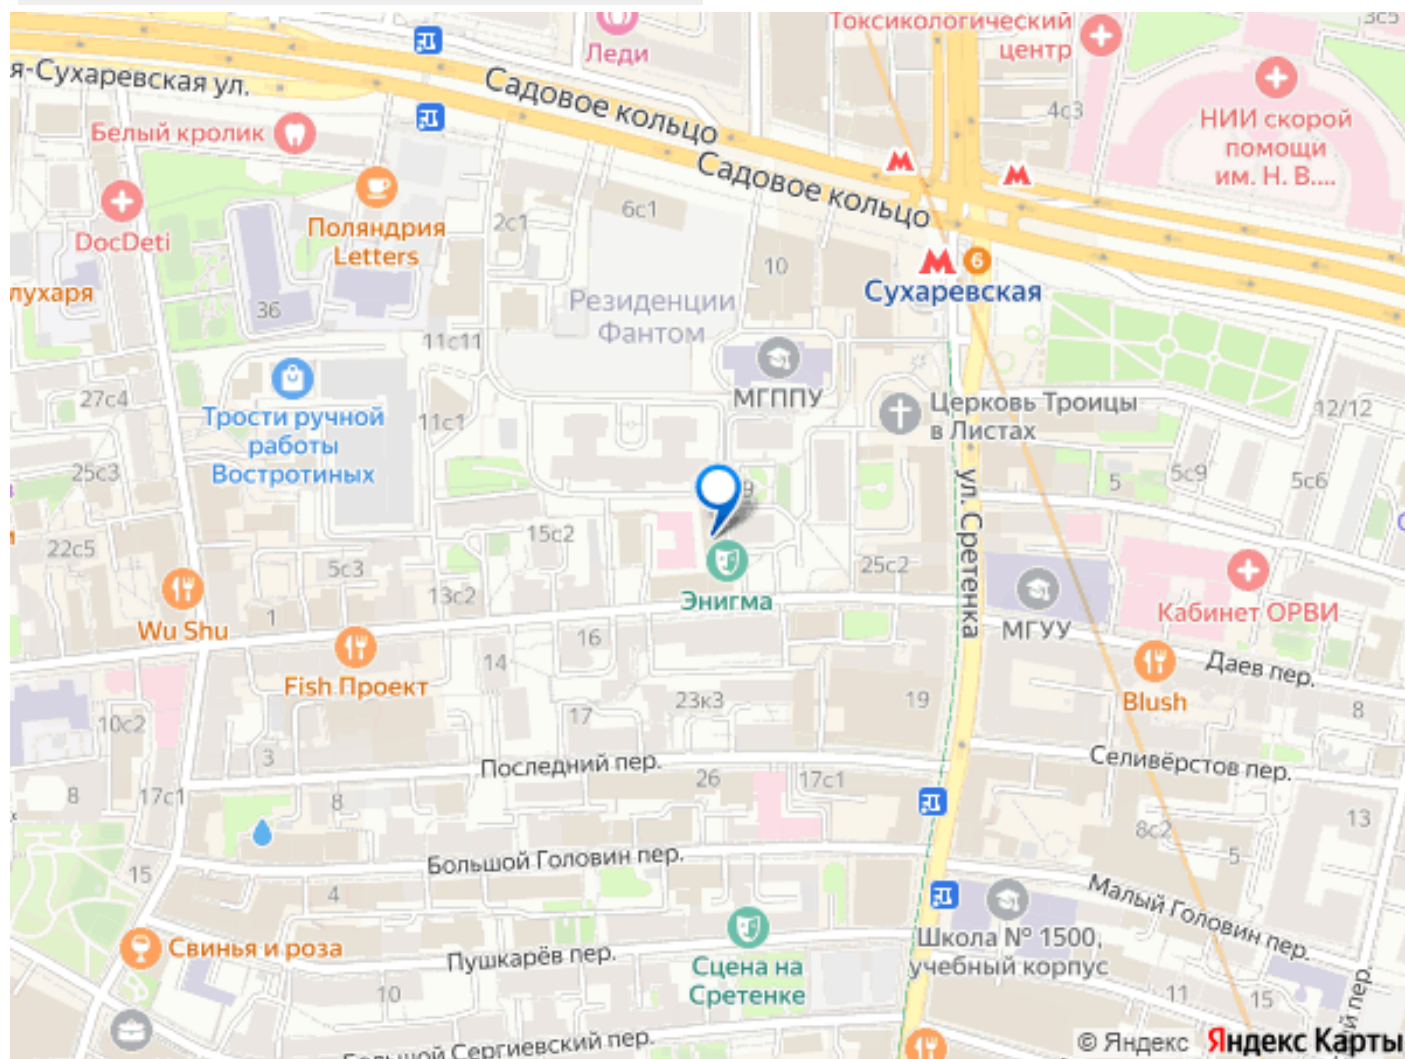 Токсикологический
центр
3с5
Леди
я-Сухаревская ул.
Садовое кольцо
4с3
НИИ скорой
помощи
им. Н. В....
Белый кролик
Садовое кольцо
DocDeti
Поляндрия
Letters
2с1
6с1
10
6
Сухаревская
лухаря
36
Резиденции
Фантом
11с11
МГППУ
Церковь Троицы
в Листах
27с4
Трости ручной
работы
Востротиных
11с1
12/12
25с3
9
ул. Сретенка
5
5с9
5с6
22с5
15с2
5с3
25с2
13с2
Энигма
МГУУ
Кабинет ОРВИ
Wu Shu
1
16
14
Fish Проект
Даев пер.
Blush
23к3
19
8
10с2
17
3
Последний пер.
26
17с1
Селивёрстов пер.
8
17с1
8
13
8с2
5
Большой Головин пер.
15
4
Малый Головин пер.
Свинья и роза
Пушкарёв пер.
Сцена на
Сретенке
Школа № 1500,
учебный корпус
10
11
15
ий пер.
Большой Сергиевский пер.
© Яндекс Яндекс Карты